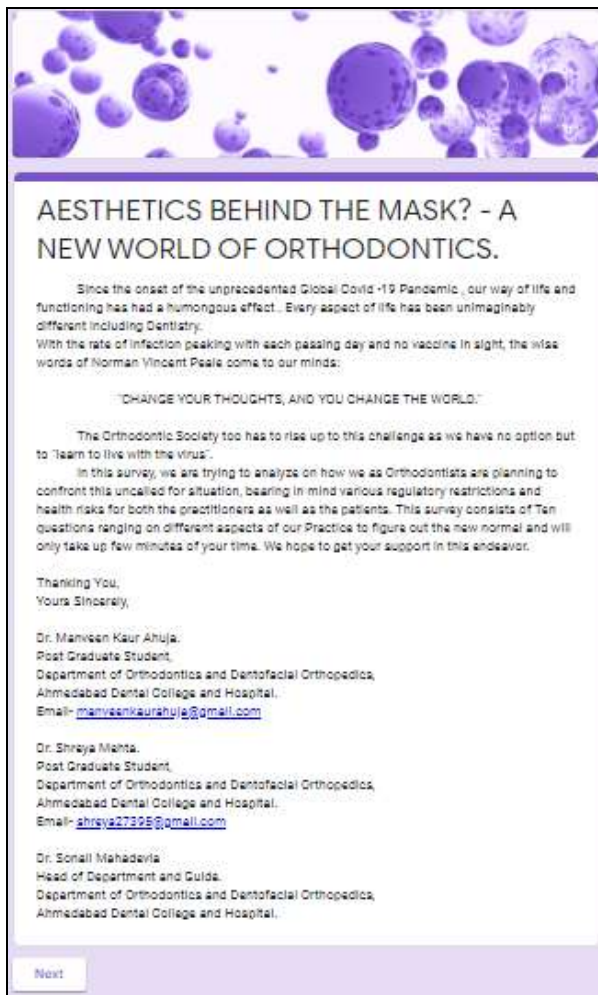 AESTHETICS BEHIND THE MASK? - A
NEW WORLD OF ORTHODONTICS.
Since the onset of the unprecedented Global Covid -19 Pandemic , our way of life and
functioning has had a humongous effect.. Every aspect of life has been unimaginably
different including Dentistry.
With the rate of infection peaking with each passing day and no vaccine in sight, the wise
words of Norman Vincent Peale come to our minds:
"CHANGE YOUR THOUGHTS, AND YOU CHANGE THE WORLD."
The Orthodontic Society too has to rise up to this challenge as we have no option but
to "learn to live with the virus".
In this survey, we are trying to analyze on how we as Orthodontists are planning to
confront this uncalled for situation, bearing in mind various regulatory restrictions and
health risks for both the practitioners as well as the patients. This survey consists of Ten
questions ranging on different aspects of our Practice to figure out the new normal and will
only take up few minutes of your time. We hope to get your support in this endeavor.
Thanking You,
Yours Sincerely,
Dr. Manveen Kaur Ahuja.
Post Graduate Student,
Department of Orthodontics and Dentofacial Orthopedics,
Ahmedabad Dental College and Hospital.
Email- manveenkaurahuja@gmail.com
Dr. Shreya Mehta.
Post Graduate Student,
Department of Orthodontics and Dentofacial Orthopedics,
Ahmedabad Dental College and Hospital.
Email- shreya27395@gmail.com
Dr. Sonali Mahadevia
Head of Department and Guide.
Department of Orthodontics and Dentofacial Orthopedics,
Ahmedabad Dental College and Hospital.
Next